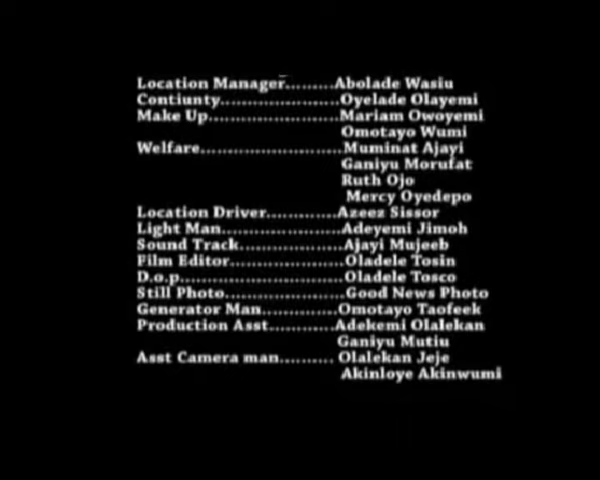 Location Manager.........Abolade Wasiu
Contiunty......................Oyelade Olayemi
Make Up........................Mariam Owoyemi
Omotayo Wumi
Welfare..........................Muminat Ajayi
Ganiyu Morufat
Ruth Ojo
Mercy Oyedepo
Location Driver.............Azeez Sissor
Light Man......................Adeyemi Jimoh
Sound Track...................Ajayi Mujeeb
Film Editor.....................Oladele Tosin
D.o.p..............................Oladele Tosco
Still Photo......................Good News Photo
Generator Man..............Omotayo Taofeek
Production Asst............Adekemi Olalekan
Ganiyu Mutiu
Asst Camera man.......... Olalekan Jeje
Akinloye Akinwumi